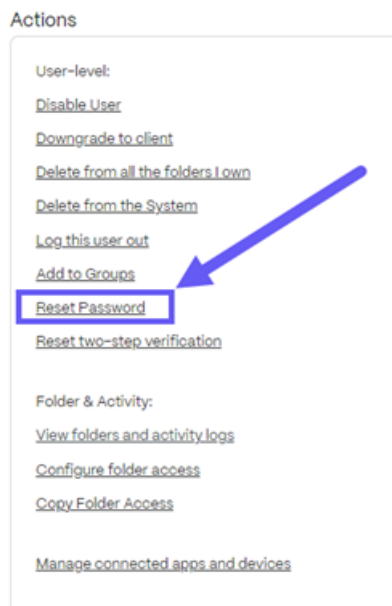 Actions
User-level:
Disable User
Downgrade to client
Delete from all the folders I own
Delete from the System
Log this user out
Add to Groups
Reset Password
Reset two-step verification
Folder & Activity:
View folders and activity logs
Configure folder access
Copy Folder Access
Manage connected apps and devices